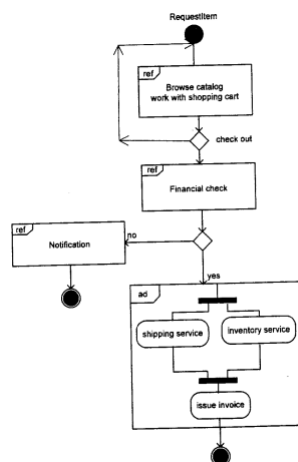 RequestItem
ref
Browse catalog
work with shopping cart
check out
ref
Financial check
ref
Notification
no
yes
ad
shipping service
inventory service
issue invoice